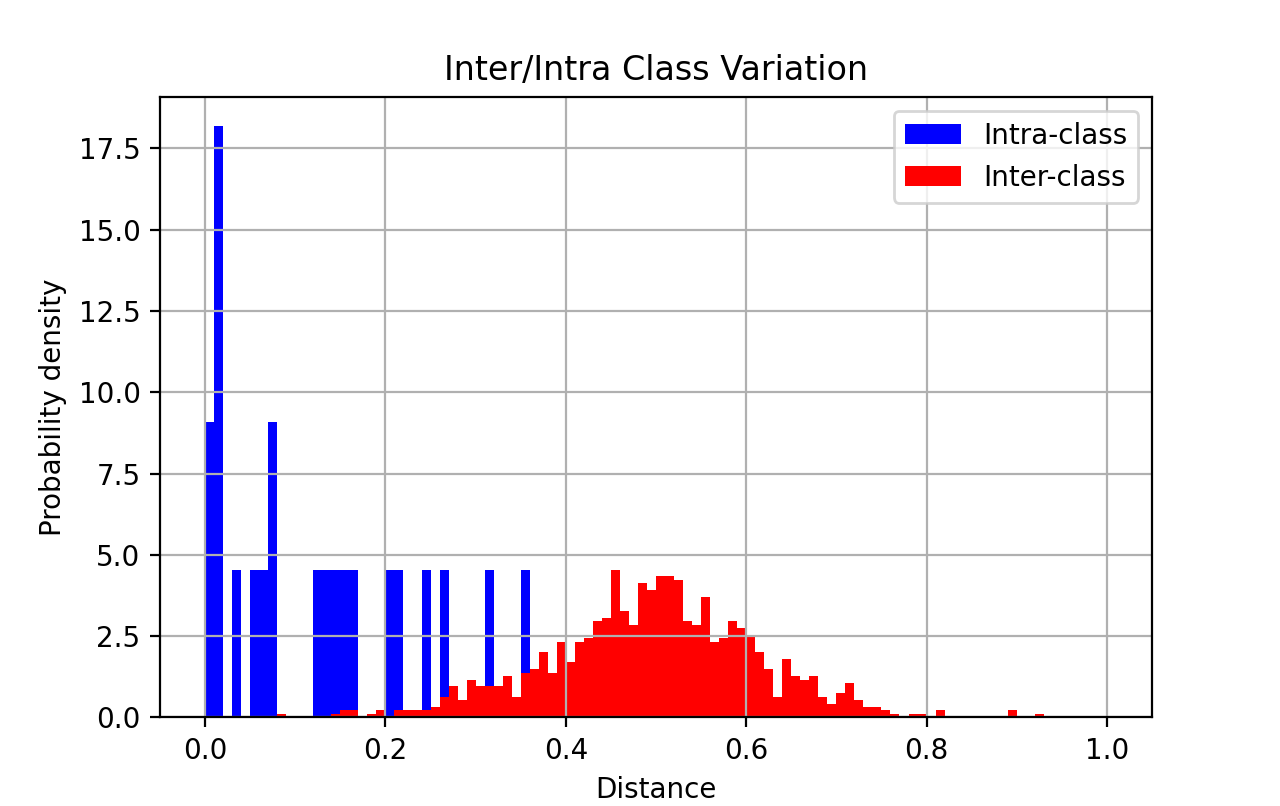 Inter/Intra Class Variation
Intra-class
Inter-class
Probability density
17.5
15.0
12.5
10.0
7.5
5.0
2.5
0.0
0.0 0.2 0.4 0.6 0.8 1.0
Distance